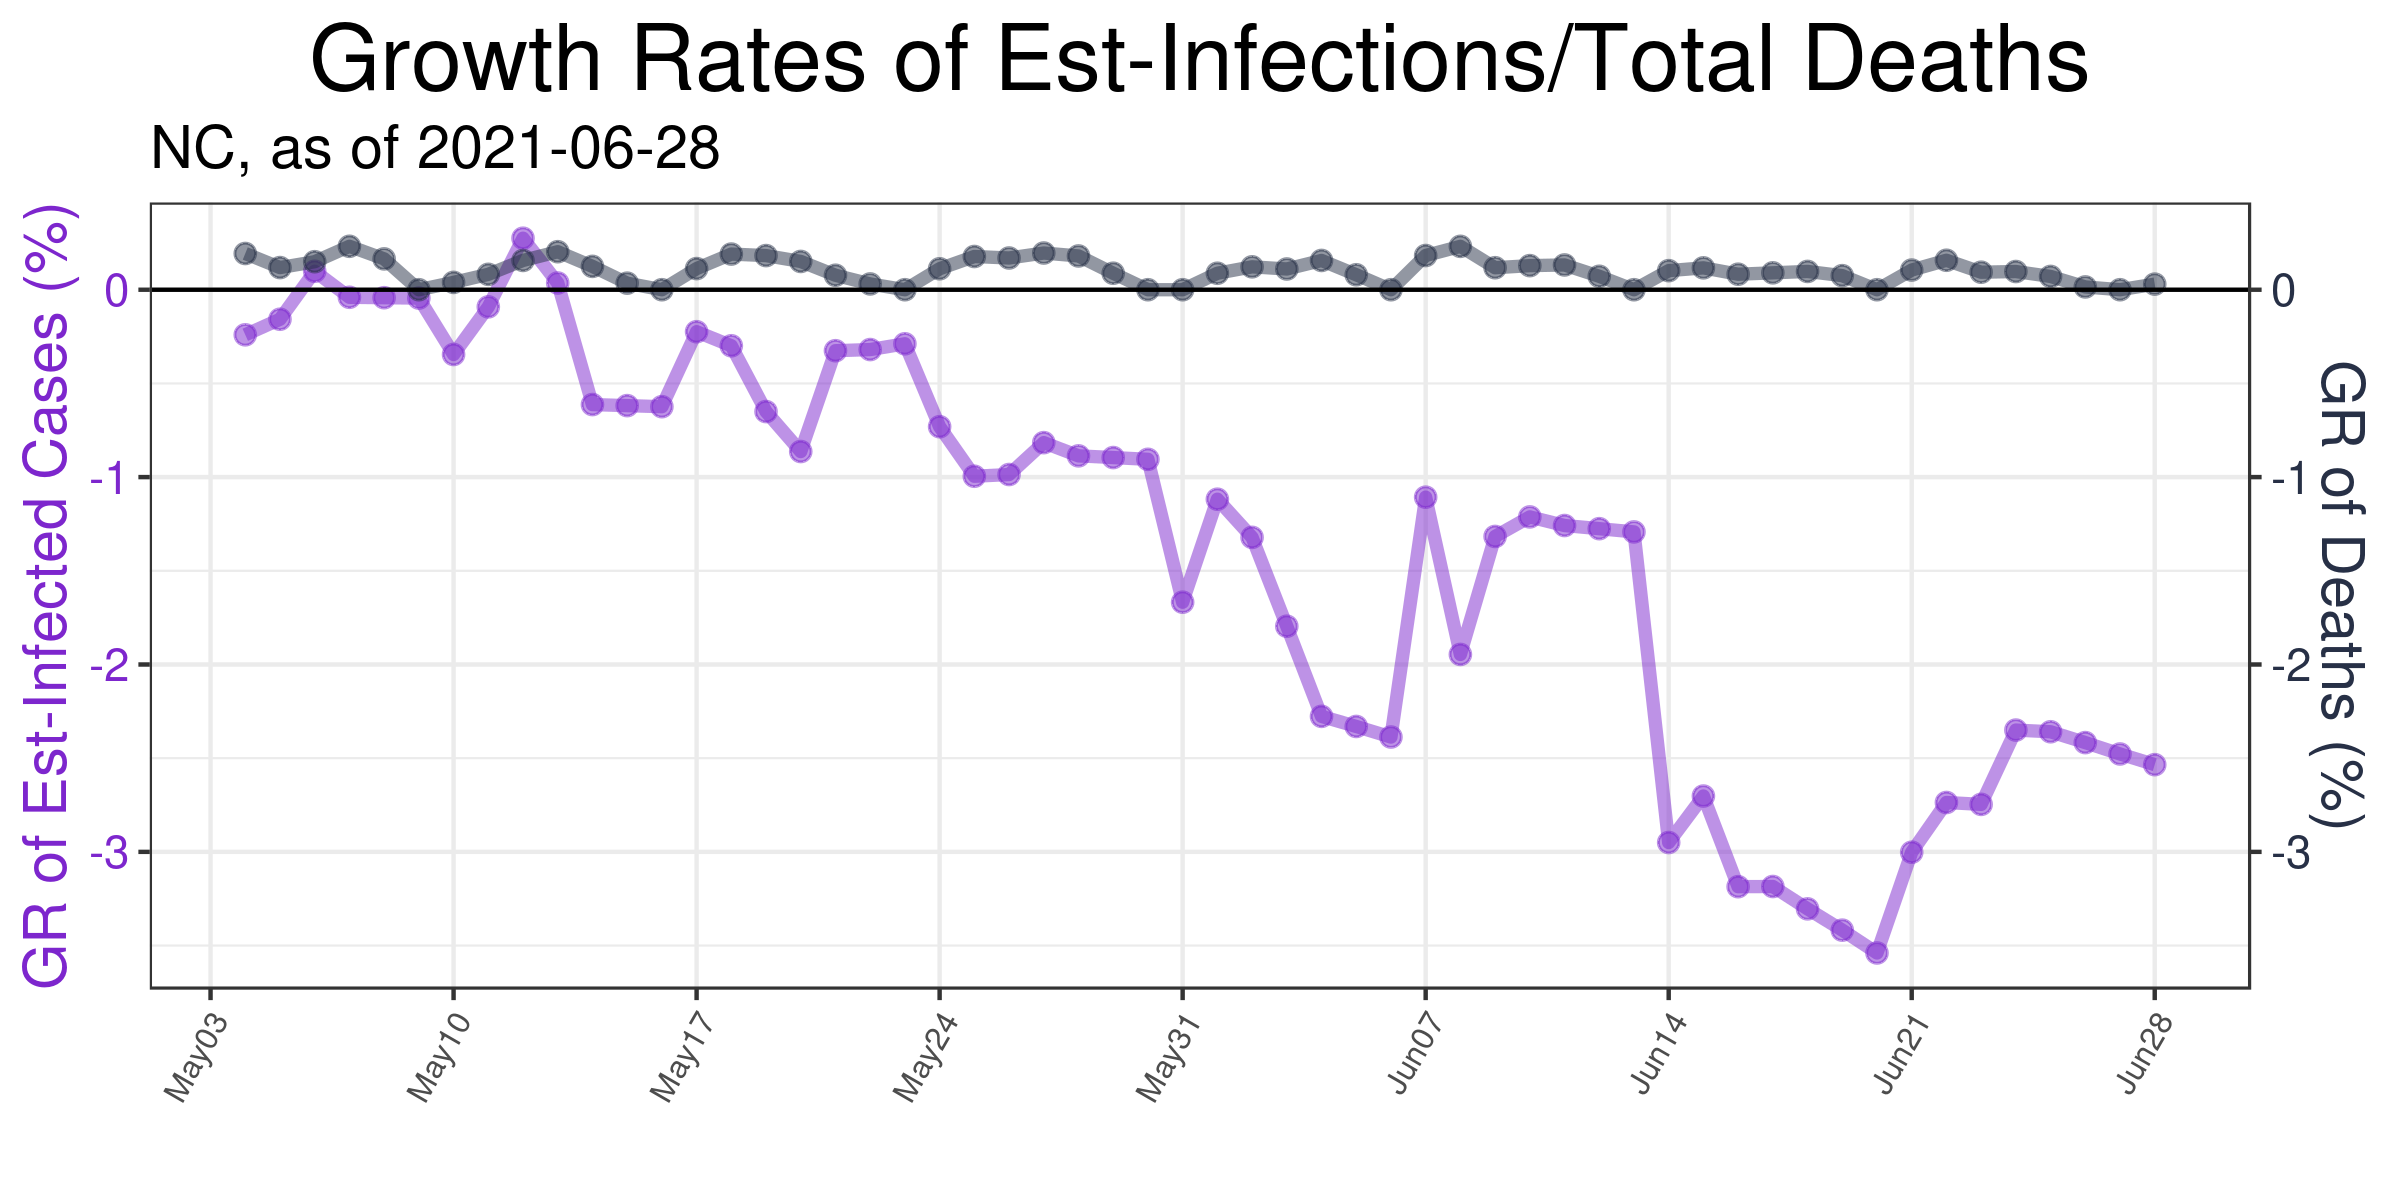 Growth Rates of Est-Infections/Total Deaths
NC, as of 2021-06-28
GR of Est-Infected Cases (%)
0
-1
-2
-3
0
-1
-2
-3
GR of Deaths (%)
May03
May10
May17
May24
May31
Jun07
Jun14
Jun21
Jun28